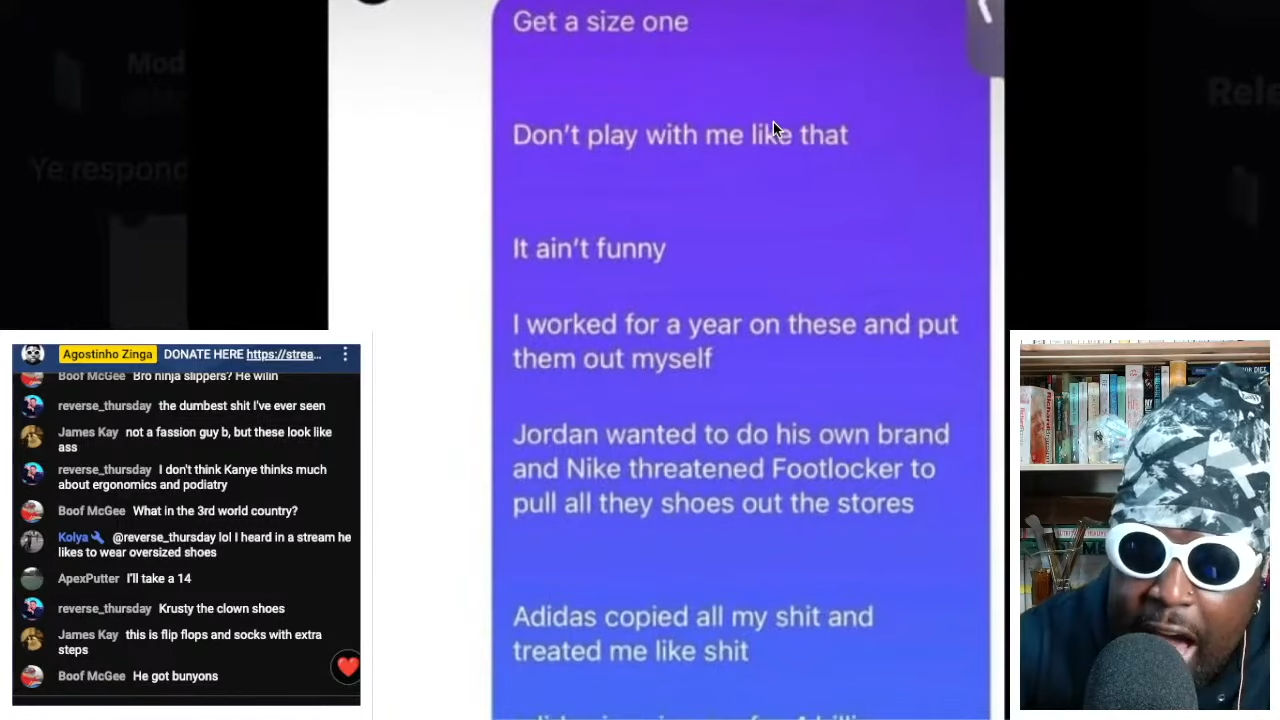 Get a size one
Don't play with me like that
It ain't funny
I worked for a year on these and put
them out myself
Jordan wanted to do his own brand
and Nike threatened Footlocker to
pull all they shoes out the stores
Adidas copied all my shit and
treated me like shit
Mod
Ye respond
Rele
Agostinho Zinga DONATE HERE https://strea...
Boof McGee Bro ninja slippers? He wilin
reverse_thursday the dumbest shit I've ever seen
James Kay not a fassion guy b, but these look like
ass
reverse_thursday I don't think Kanye thinks much
about ergonomics and podiatry
Boof McGee What in the 3rd world country?
Kolya @reverse_thursday lol I heard in a stream he
likes to wear oversized shoes
ApexPutter I'll take a 14
reverse_thursday Krusty the clown shoes
James Kay this is flip flops and socks with extra
steps
Boof McGee He got bunyons